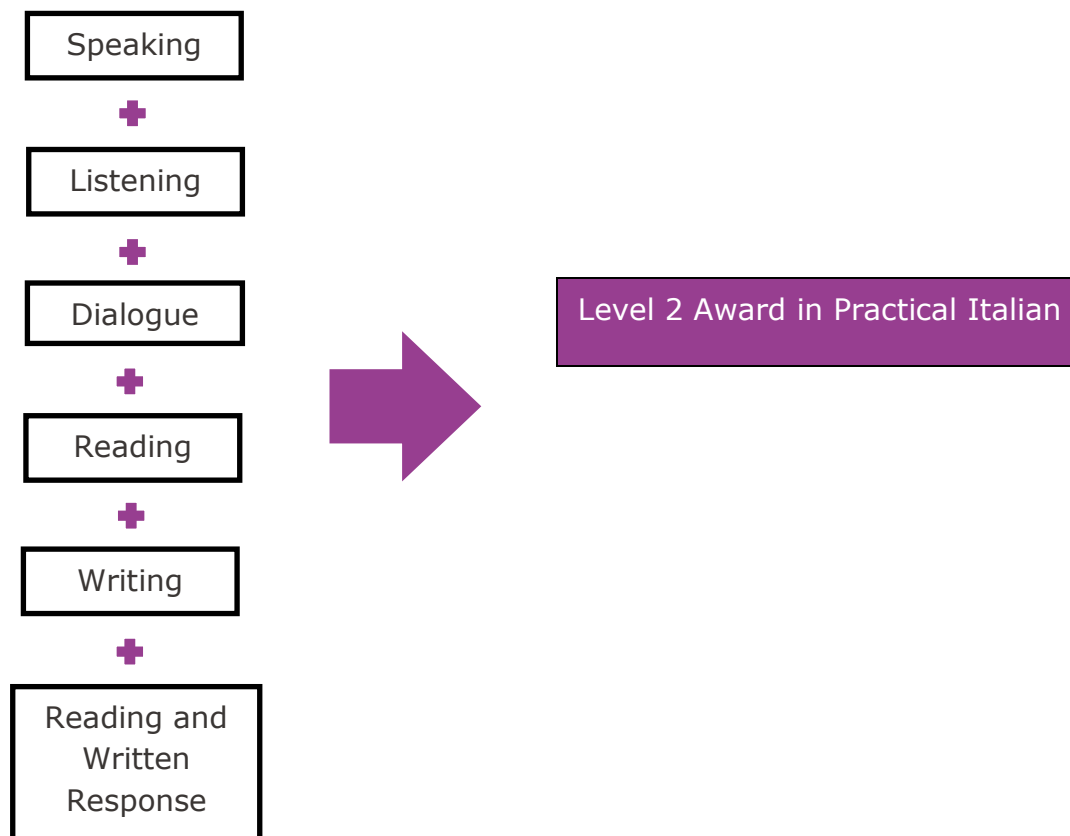 Speaking
Listening
Dialogue
Reading
Writing
Reading and
Written
Response
Level 2 Award in Practical Italian